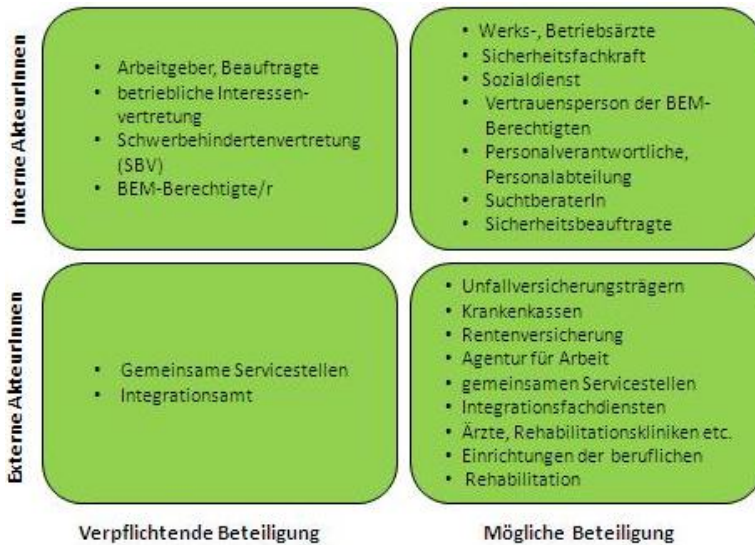 Interne AkteurInnen
• Arbeitgeber, Beauftragte
• betriebliche Interessen-
vertretung
• Schwerbehindertenvertretung
(SBV)
• BEM-Berechtigte/r
• Werks-, Betriebsärzte
• Sicherheitsfachkraft
• Sozialdienst
• Vertrauensperson der BEM-
Berechtigten
• Personalverantwortliche,
Personalabteilung
• SuchtberaterIn
• Sicherheitsbeauftragte
Externe AkteurInnen
• Gemeinsame Servicestellen
• Integrationsamt
• Unfallversicherungsträgern
• Krankenkassen
• Rentenversicherung
• Agentur für Arbeit
• gemeinsamen Servicestellen
• Integrationsfachdiensten
• Ärzte, Rehabilitationskliniken etc.
• Einrichtungen der beruflichen
• Rehabilitation
Verpflichtende Beteiligung
Mögliche Beteiligung